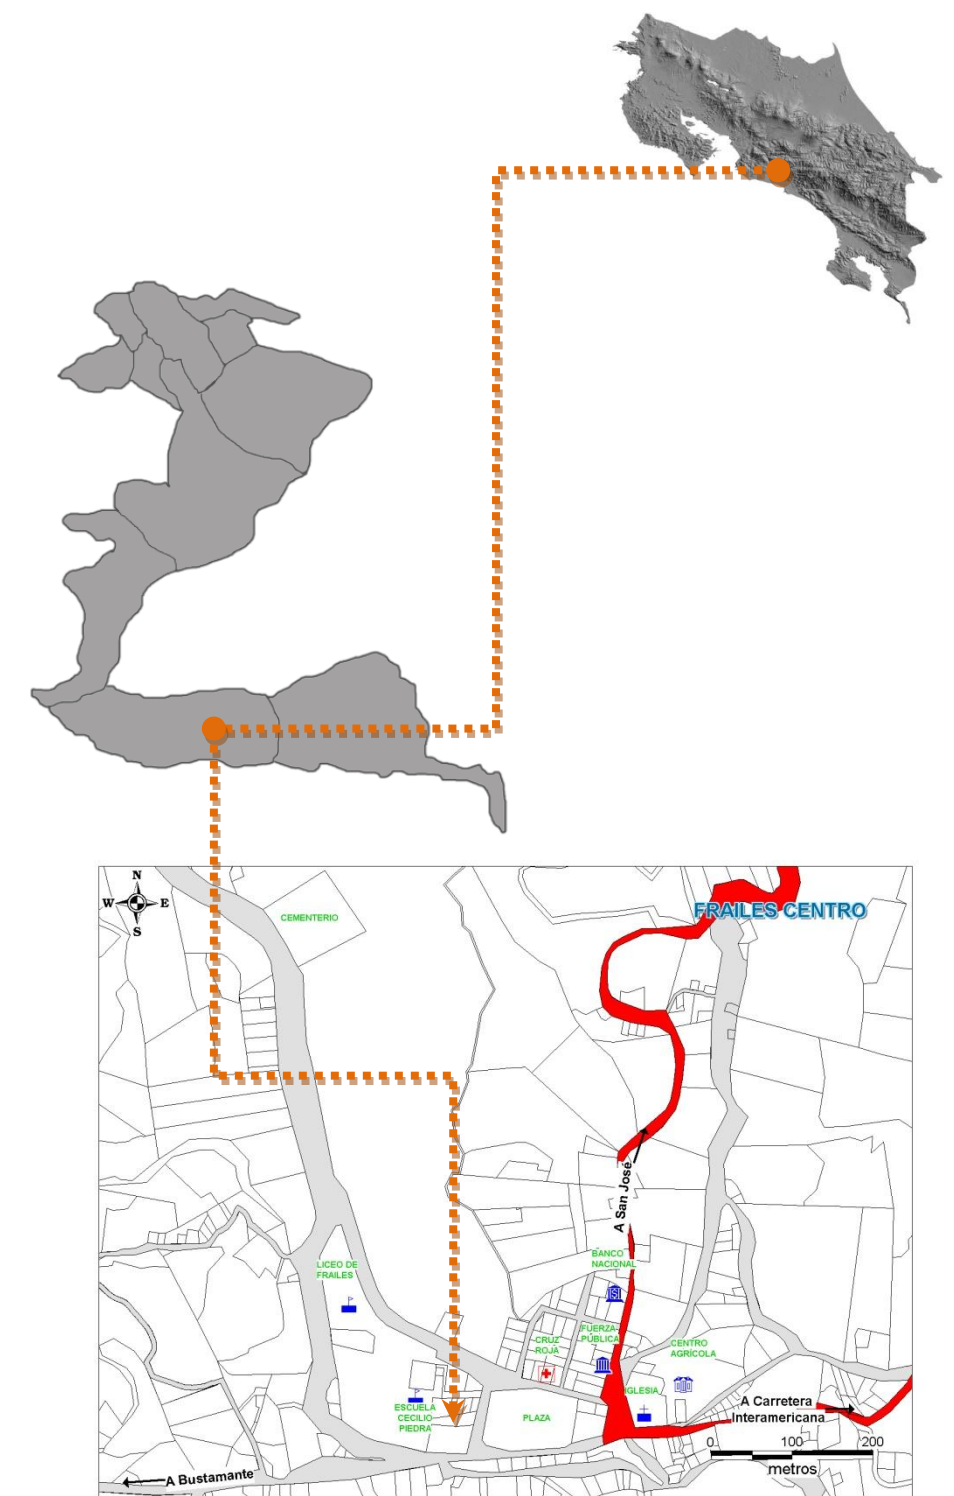 N
W E
S
CEMENTERIO
FRAILES CENTRO
A San José
LICEO DE
FRAILES
BANCO
NACIONAL
FUERZA
PÚBLICA
CRUZ
ROJA
CENTRO
AGRÍCOLA
IGLESIA
ESCUELA
CECILIO
PIEDRA
PLAZA
A Carretera
Interamericana
0 100 200
metros
A Bustamante